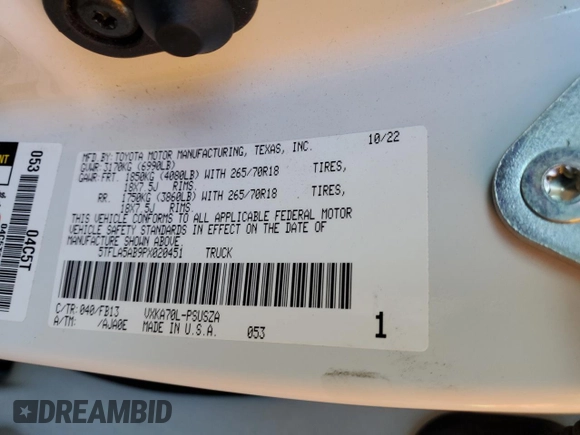 MFD.BY: TOYOTA MOTOR MANUFACTURING, TEXAS, INC. 10/22
GVWR: 3170KG (6990LB)
GAWR: FRT. 1850KG (4080LB) WITH 265/70R18 TIRES,
18X7.5J RIMS,
RR. 1750KG (3860LB) WITH 265/70R18 TIRES,
18X7.5J RIMS.
THIS VEHICLE CONFORMS TO ALL APPLICABLE FEDERAL MOTOR
VEHICLE SAFETY STANDARDS IN EFFECT ON THE DATE OF
MANUFACTURE SHOWN ABOVE.
5TFLA5AB9PX020451 TRUCK
C/TR: 040/FB13 VXKA70L-PSUSZA
A/TM: /AJA0E MADE IN U.S.A. 053 1
053 04C5T
DREAMBID